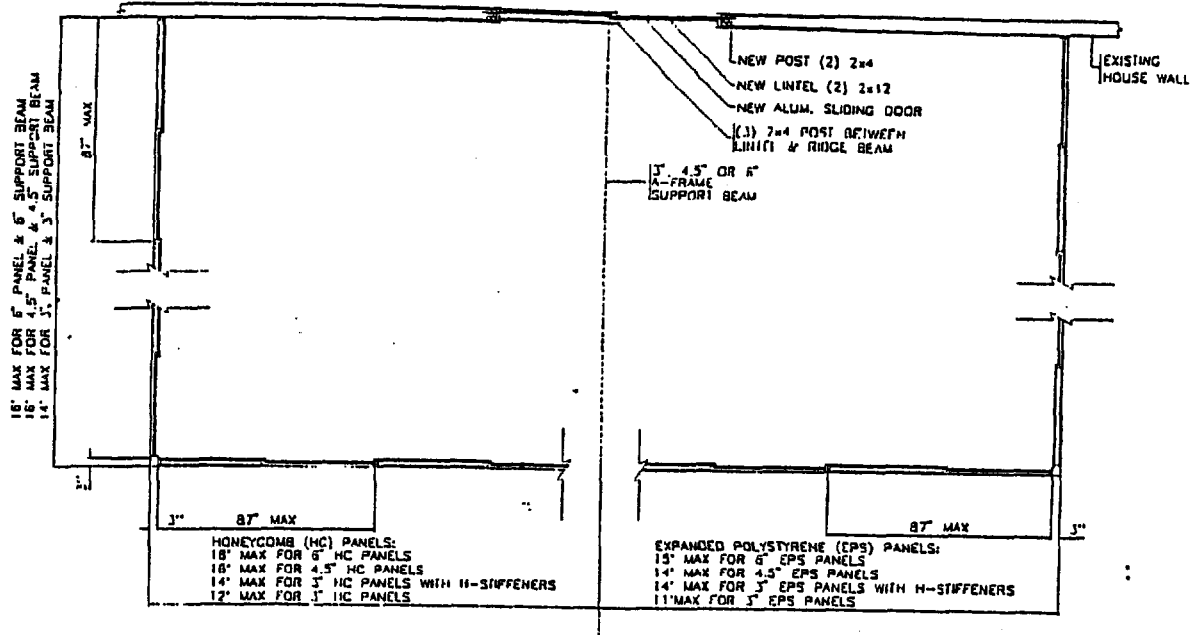 NEW POST (2) 2x4
NEW LINTEL (2) 2x12
NEW ALUM. SLIDING DOOR
(3) 2x4 POST BETWEEN
LINTEL & RIDGE BEAM
EXISTING
HOUSE WALL
3", 4.5" OR 6"
A-FRAME
SUPPORT BEAM
87" MAX
MAX FOR 6" PANEL & 6" SUPPORT BEAM
16' MAX FOR 4.5" PANEL & 4.5" SUPPORT BEAM
14' MAX FOR 3" PANEL & 3" SUPPORT BEAM
3"
87" MAX
87" MAX
3"
HONEYCOMB (HC) PANELS:
MAX FOR 6" HC PANELS
MAX FOR 4.5" HC PANELS
14' MAX FOR 3" HC PANELS WITH H-STIFFENERS
12' MAX FOR 3" HC PANELS
EXPANDED POLYSTYRENE (EPS) PANELS:
15' MAX FOR 6" EPS PANELS
14' MAX FOR 4.5" EPS PANELS
14' MAX FOR 3" EPS PANELS WITH H-STIFFENERS
11'MAX FOR 3" EPS PANELS